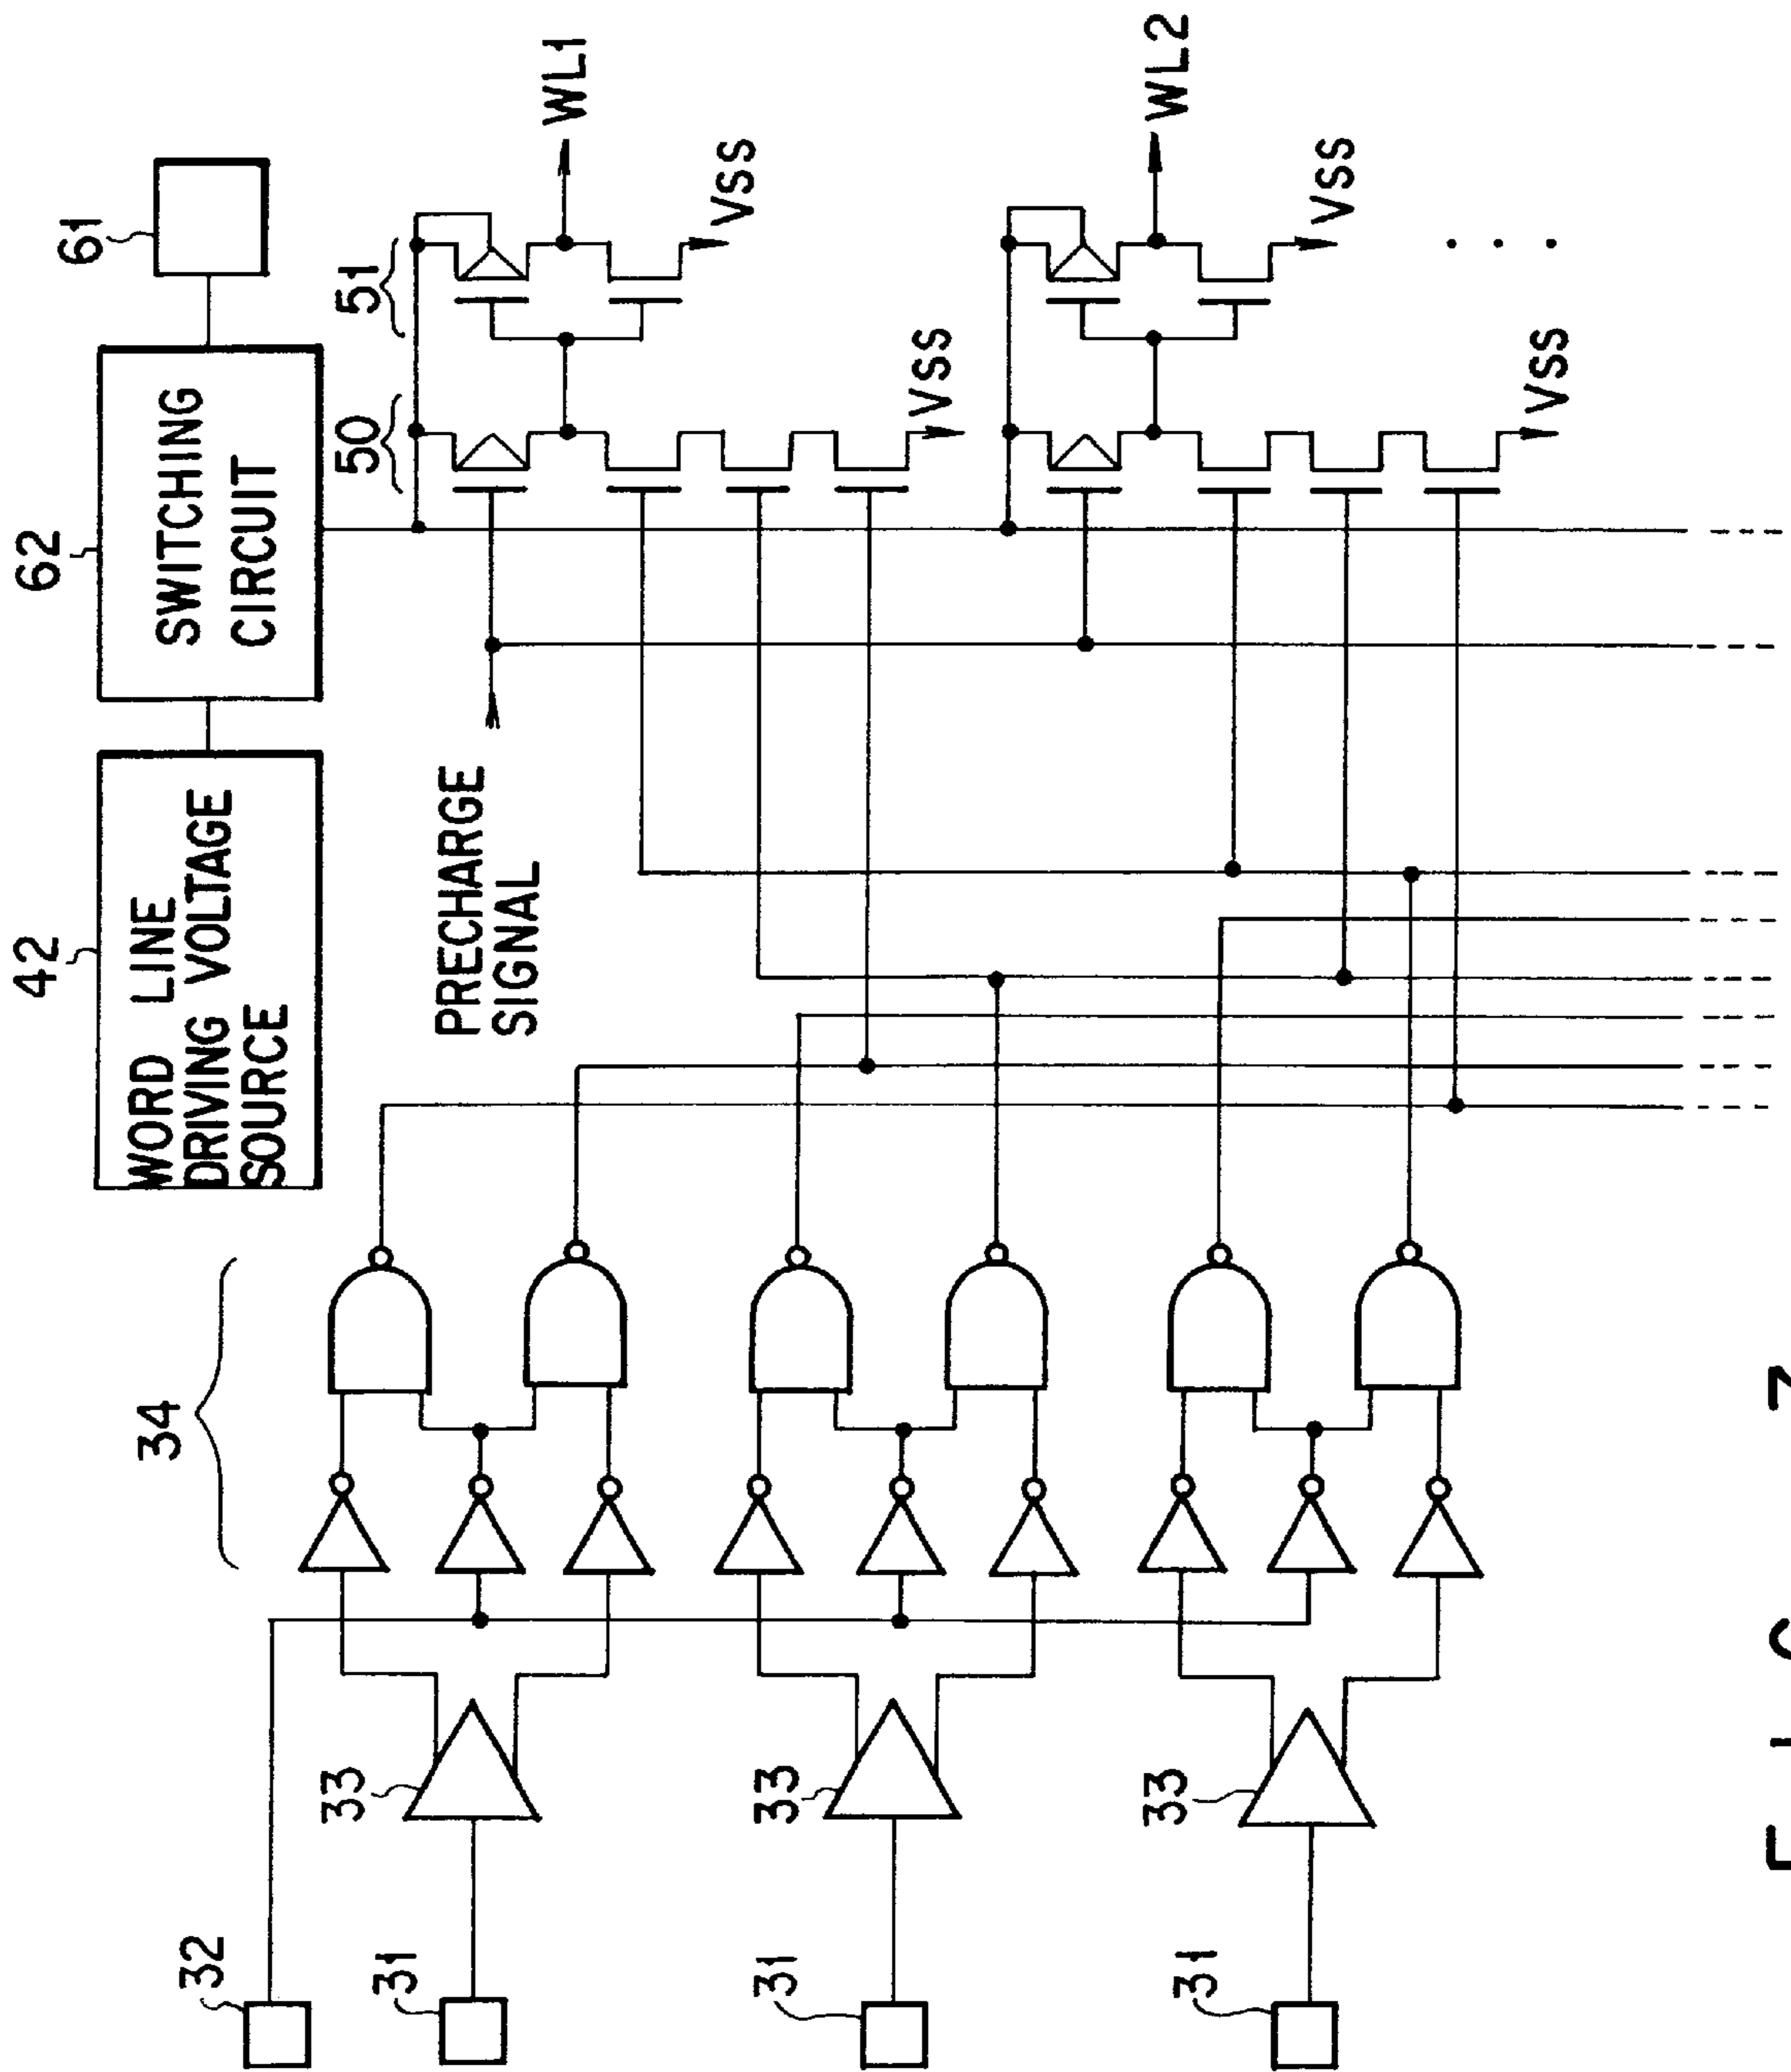 42
WORD LINE
DRIVING VOLTAGE
SOURCE
62
SWITCHING
CIRCUIT
61
34
PRECHARGE
SIGNAL
50
51
WL1
VSS
VSS
WL2
VSS
VSS
32
31
33
31
33
31
33